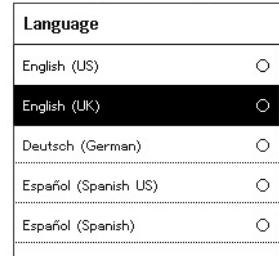 Language
English (US)
English (UK)
Deutsch (German)
Español (Spanish US)
Español (Spanish)